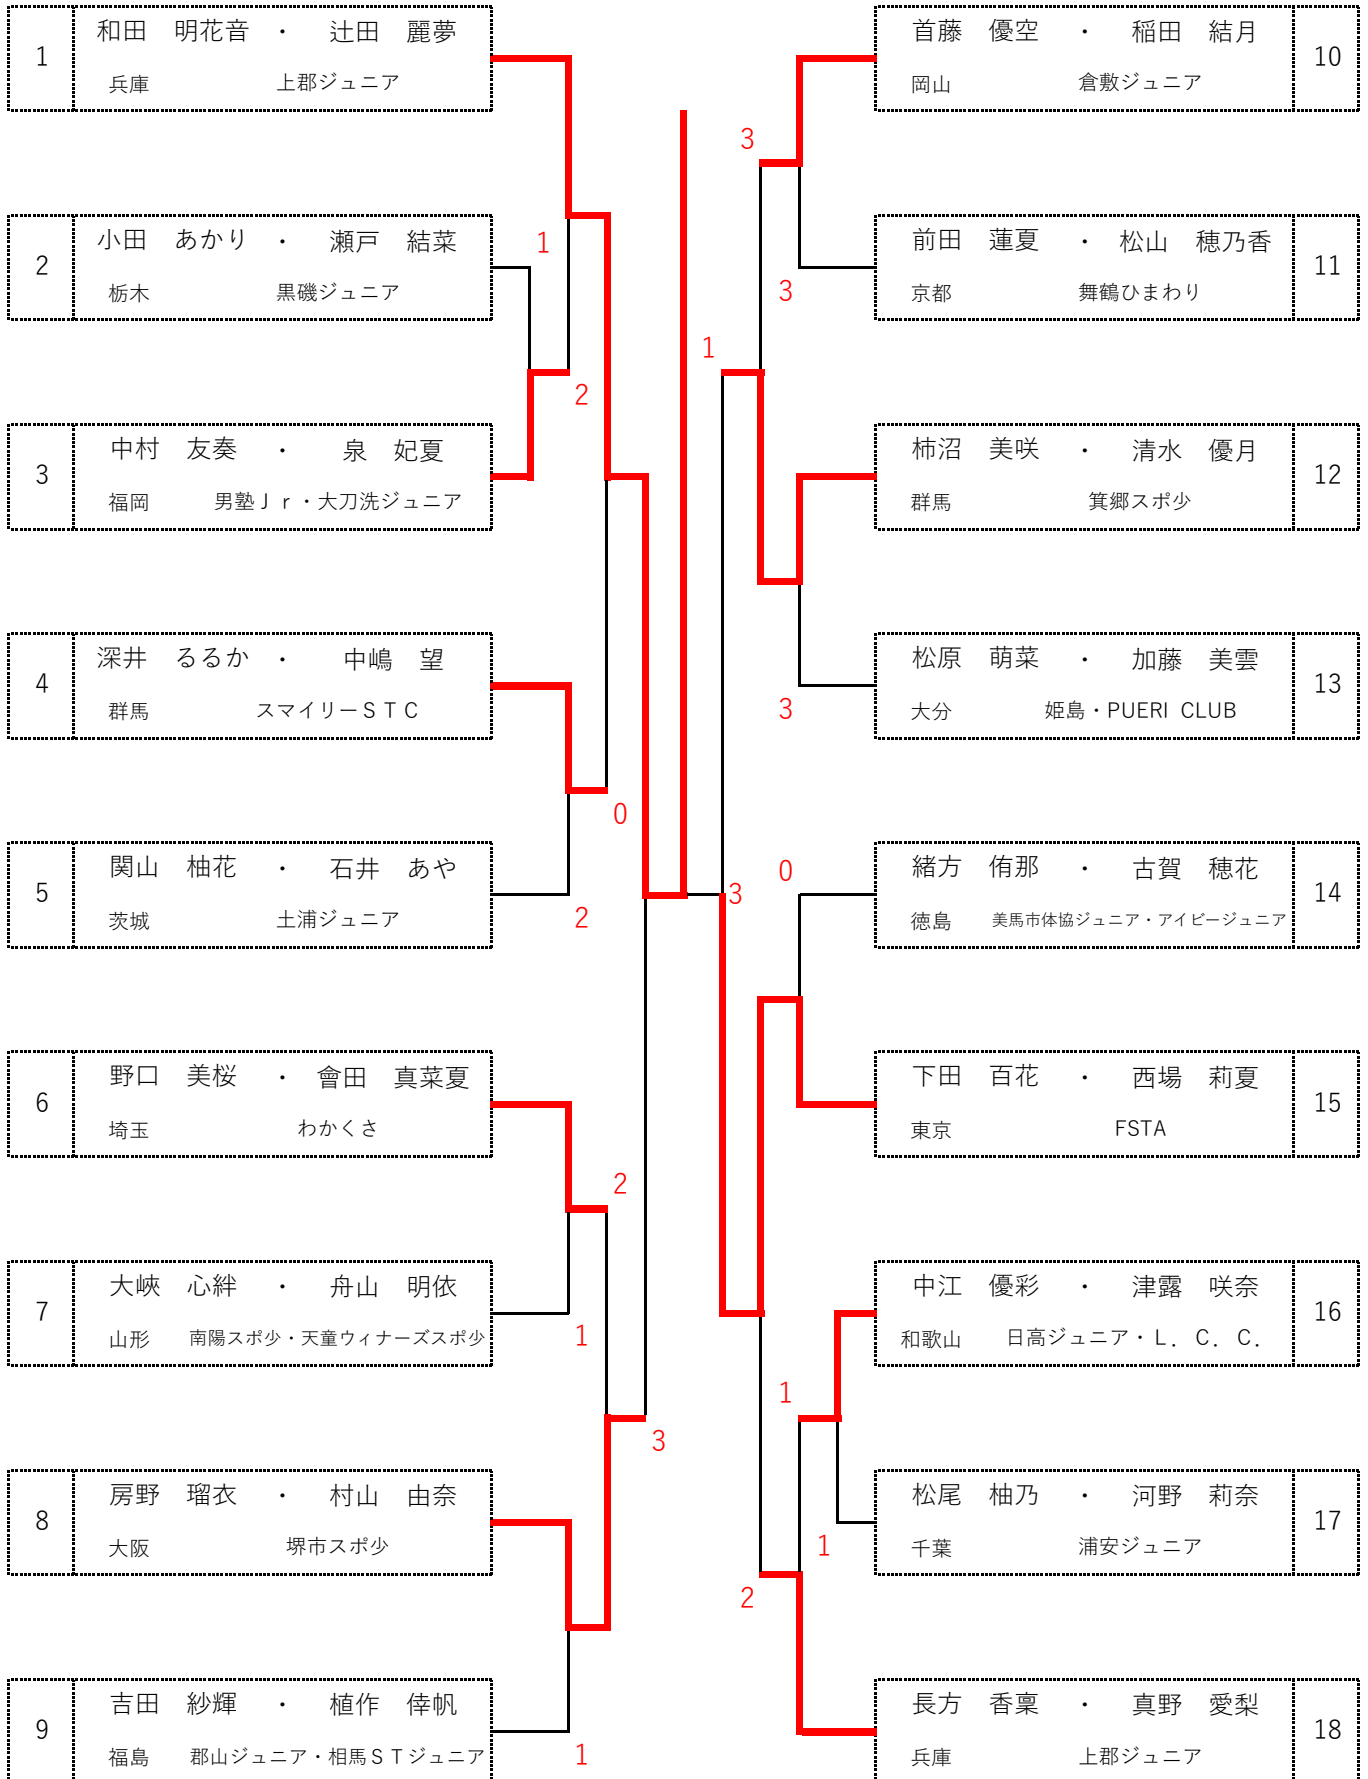 1
和田　明花音　・　辻田　麗夢
兵庫　上郡ジュニア
1
2
小田　あかり　・　瀬戸　結菜
栃木　黒磯ジュニア
2
3
中村　友奏　・　泉　妃夏
福岡　男塾Ｊｒ・大刀洗ジュニア
4
深井　るるか　・　中嶋　望
群馬　スマイリーＳＴＣ
0
5
関山　柚花　・　石井　あや
茨城　土浦ジュニア
2
6
野口　美桜　・　會田　真菜夏
埼玉　わかくさ
2
7
大峽　心絆　・　舟山　明依
山形　南陽スポ少・天童ウィナーズスポ少
1
3
8
房野　瑠衣　・　村山　由奈
大阪　堺市スポ少
9
吉田　紗輝　・　植作　倖帆
福島　郡山ジュニア・相馬ＳＴジュニア
1
首藤　優空　・　稲田　結月
10
岡山　倉敷ジュニア
3
前田　蓮夏　・　松山　穂乃香
11
京都　舞鶴ひまわり
3
1
柿沼　美咲　・　清水　優月
12
群馬　箕郷スポ少
松原　萌菜　・　加藤　美雲
13
大分　姫島・PUERI CLUB
3
0
3
緒方　侑那　・　古賀　穂花
14
徳島　美馬市体協ジュニア・アイビージュニア
下田　百花　・　西場　莉夏
15
東京　FSTA
中江　優彩　・　津露　咲奈
16
和歌山　日高ジュニア・Ｌ．Ｃ．Ｃ．
1
松尾　柚乃　・　河野　莉奈
17
千葉　浦安ジュニア
1
2
長方　香稟　・　真野　愛梨
18
兵庫　上郡ジュニア